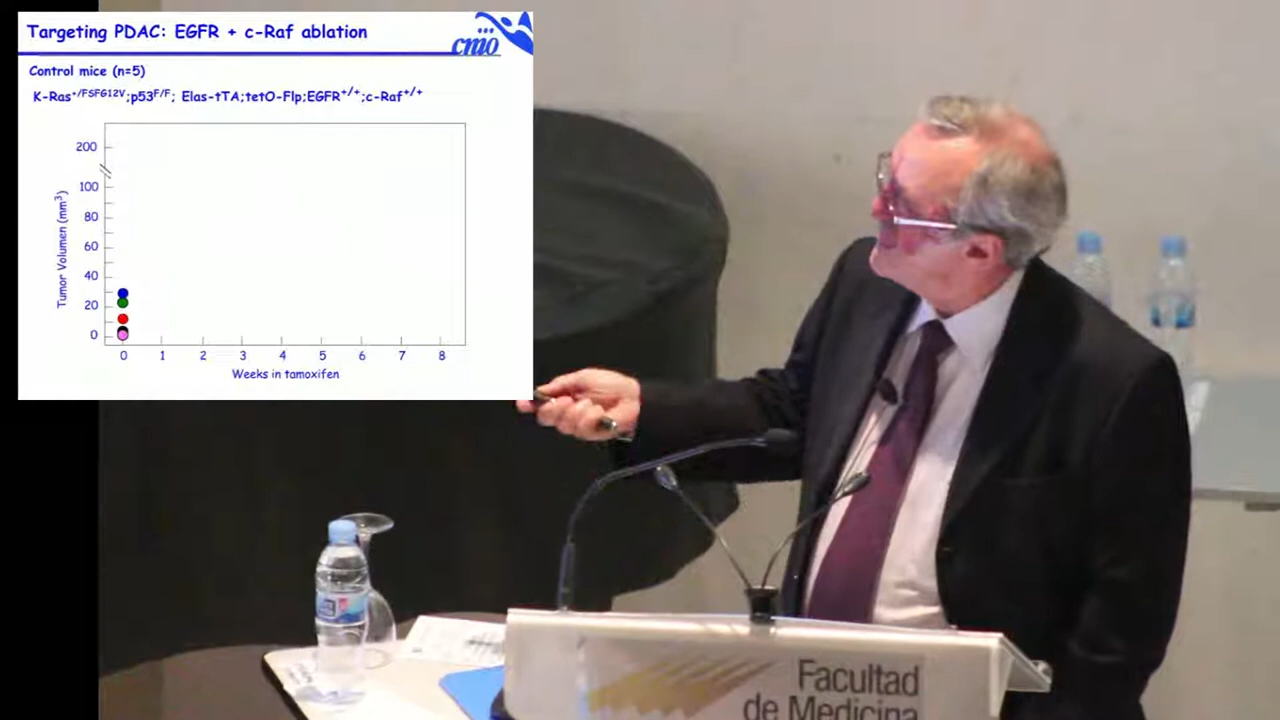 Targeting PDAC: EGFR + c-Raf ablation
cnio
Control mice (n=5)
K-Ras+/FSFG12V;p53F/F; Elas-tTA;tetO-Flp;EGFR+/+;c-Raf+/+
200
100
80
60
40
20
0
Tumor Volumen (mm3)
0 1 2 3 4 5 6 7 8
Weeks in tamoxifen
Facultad
de Medicina